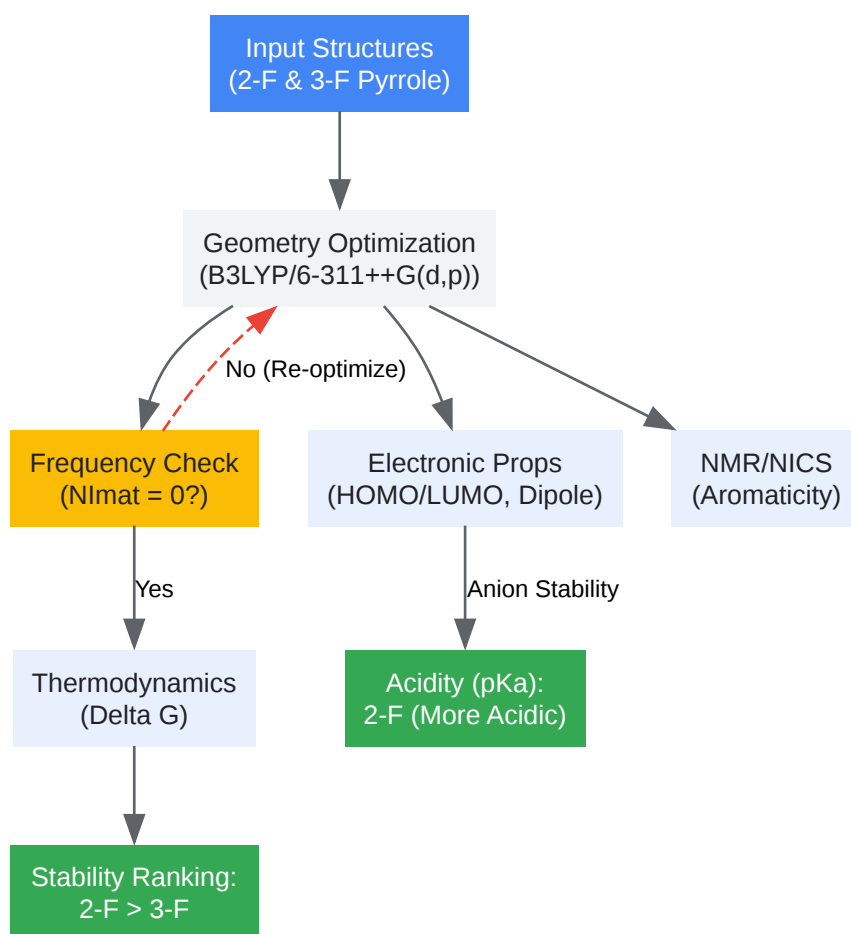 Input Structures
(2-F & 3-F Pyrrole)
Geometry Optimization
(B3LYP/6-311++G(d,p))
No (Re-optimize)
Frequency Check
(NImat = 0?)
Electronic Props
(HOMO/LUMO, Dipole)
NMR/NICS
(Aromaticity)
Yes
Anion Stability
Thermodynamics
(Delta G)
Acidity (pKa):
2-F (More Acidic)
Stability Ranking:
2-F > 3-F